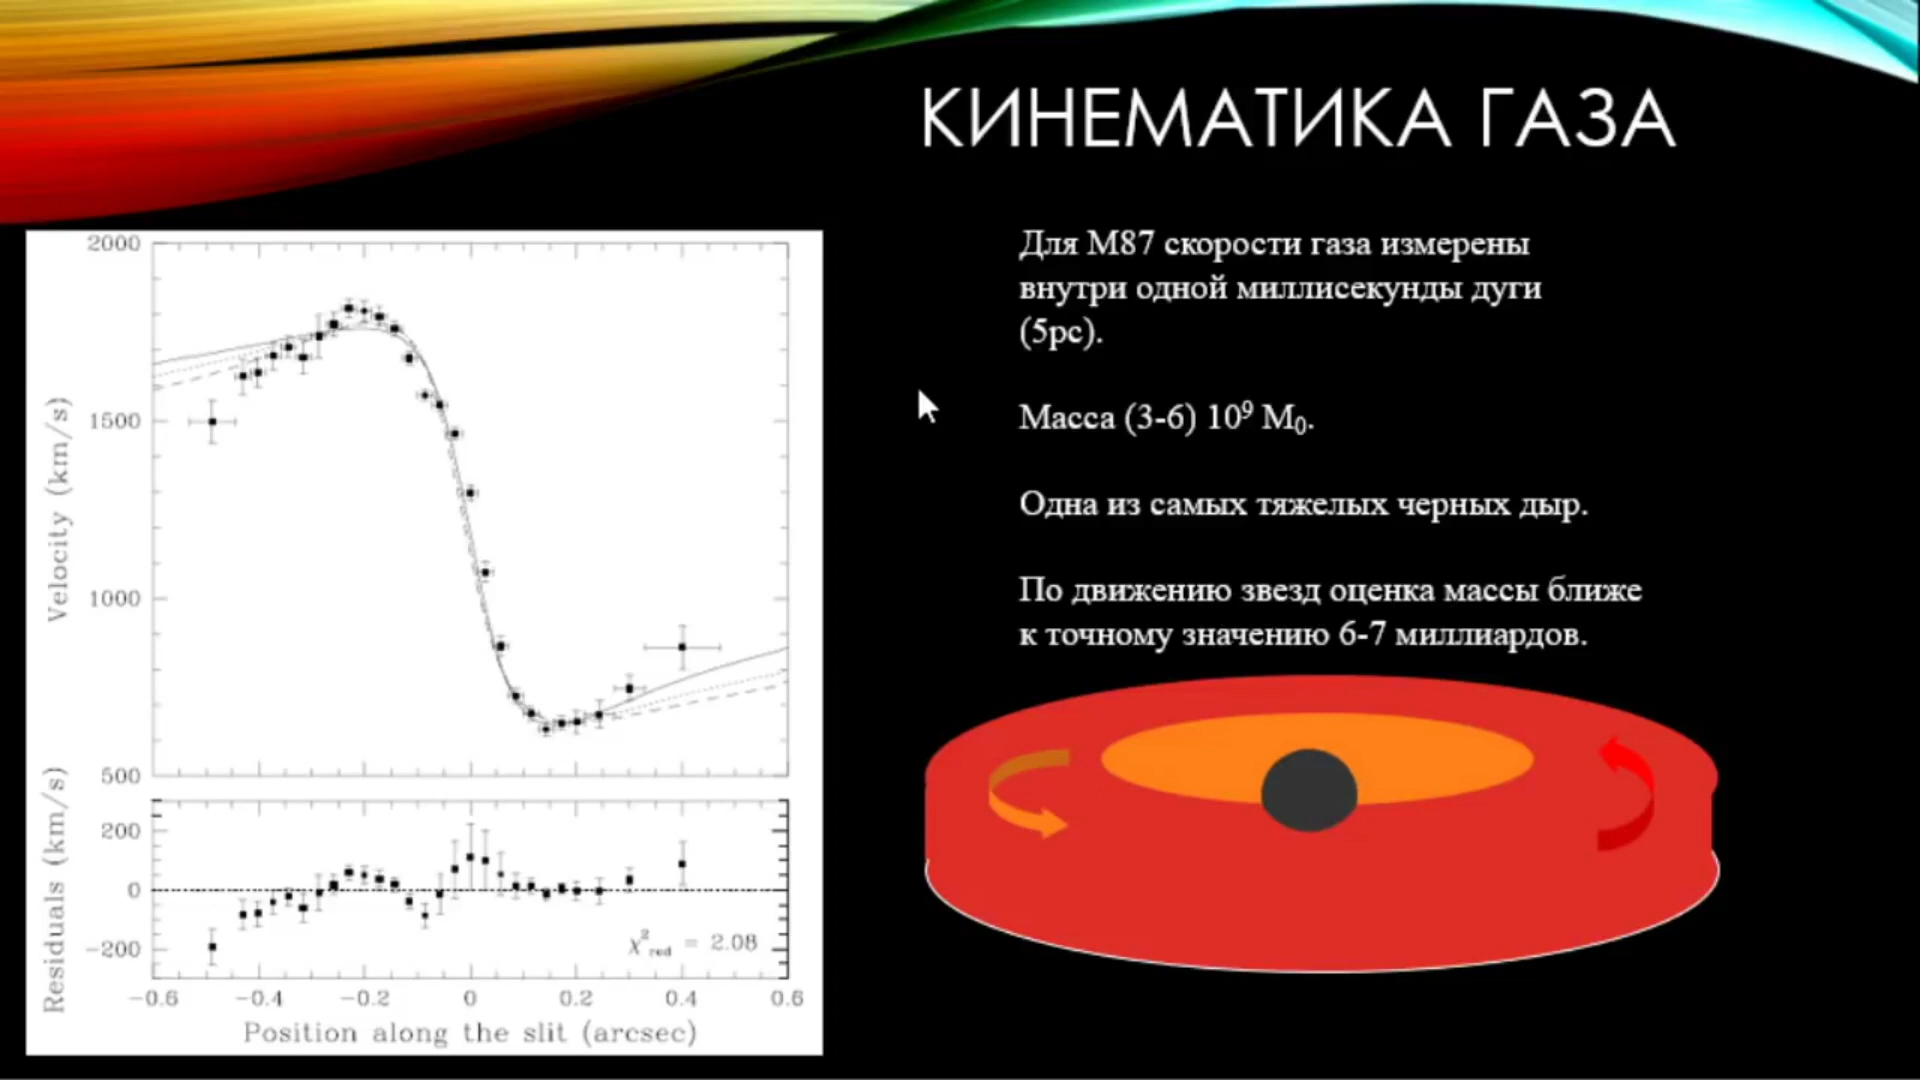 КИНЕМАТИКА ГАЗА
Для М87 скорости газа измерены
внутри одной миллисекунды дуги
(5pc).
Масса (3-6) 10⁹ М₀.
Одна из самых тяжелых черных дыр.
По движению звезд оценка массы ближе
к точному значению 6-7 миллиардов.
2000
1500
1000
500
Velocity (km/s)
200
0
−200
Residuals (km/s)
χ²red = 2.08
−0.6 −0.4 −0.2 0 0.2 0.4 0.6
Position along the slit (arcsec)